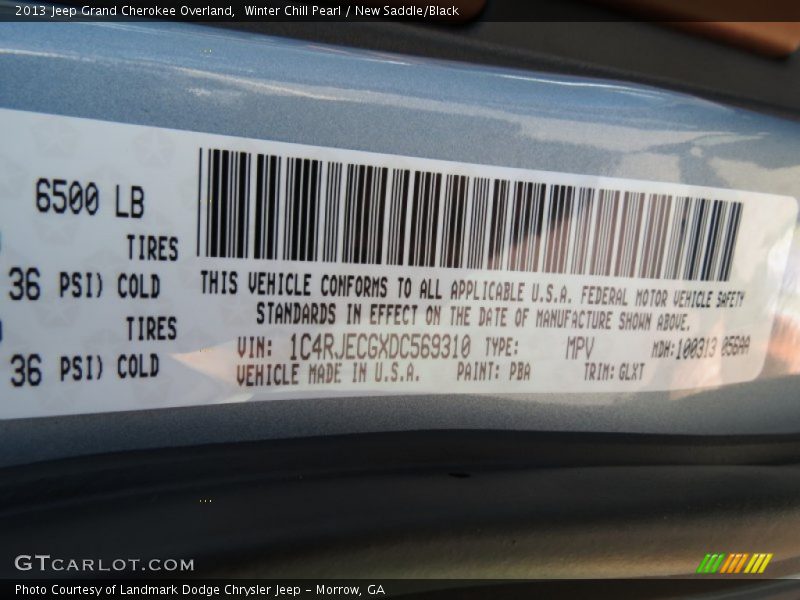 2013 Jeep Grand Cherokee Overland, Winter Chill Pearl / New Saddle/Black
6500 LB
TIRES
36 PSI) COLD
TIRES
36 PSI) COLD
THIS VEHICLE CONFORMS TO ALL APPLICABLE U.S.A. FEDERAL MOTOR VEHICLE SAFETY
STANDARDS IN EFFECT ON THE DATE OF MANUFACTURE SHOWN ABOVE.
VIN: 1C4RJECGXDC569310 TYPE: MPV MDH:100313 056AA
VEHICLE MADE IN U.S.A. PAINT: PBA TRIM: GLXT
GTCARLOT.COM
Photo Courtesy of Landmark Dodge Chrysler Jeep - Morrow, GA